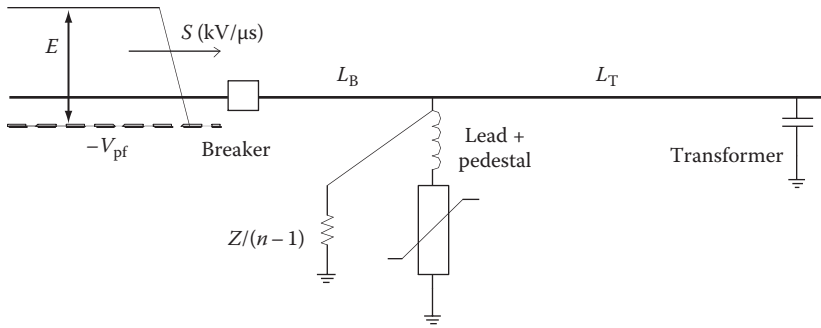 S (kV/μs)
E
L_B
L_T
−V_pf
Breaker
Lead +
pedestal
Transformer
Z/(n – 1)